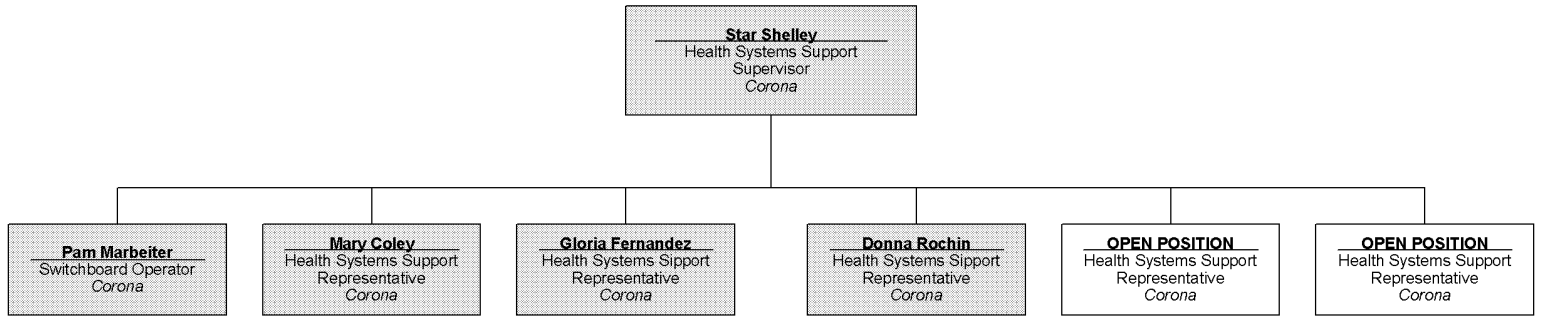 Star Shelley
Health Systems Support
Supervisor
Corona
Pam Marbeiter
Switchboard Operator
Corona
Mary Coley
Health Systems Support
Representative
Corona
Gloria Fernandez
Health Systems Sipport
Representative
Corona
Donna Rochin
Health Systems Sipport
Representative
Corona
OPEN POSITION
Health Systems Support
Representative
Corona
OPEN POSITION
Health Systems Support
Representative
Corona